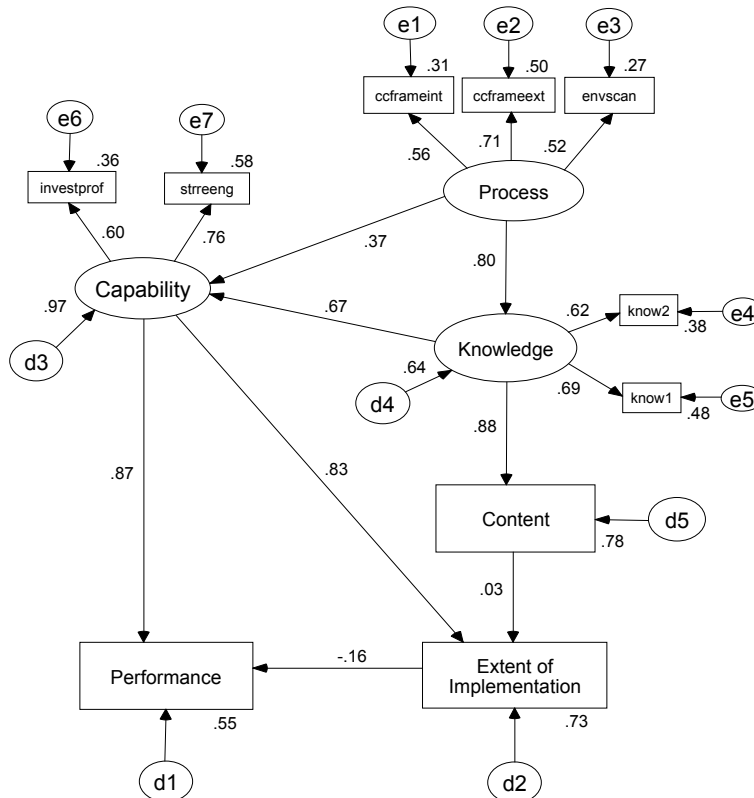 e1
e2
e3
.31
.50
.27
ccframeint
ccframeext
envscan
e6
e7
.36
.58
investprof
strreeng
.56
.71
.52
Process
.60
.76
.37
.80
Capability
.97
.67
.62
know2
e4
.38
d3
Knowledge
.64
d4
.69
know1
e5
.48
.88
.87
.83
Content
d5
.78
.03
Performance
-.16
Extent of
Implementation
.55
.73
d1
d2